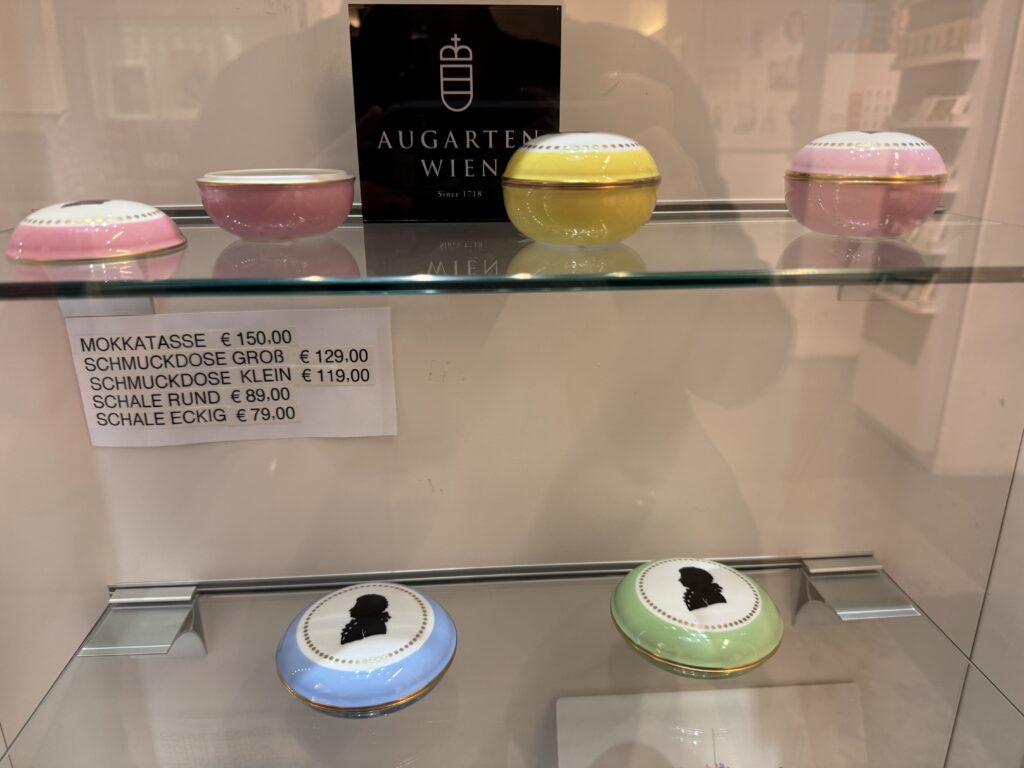 AUGARTEN
WIEN
Since 1718
MOKKATASSE € 150.00
SCHMUCKDOSE GROß € 129.00
SCHMUCKDOSE KLEIN € 119.00
SCHALE RUND € 89.00
SCHALE ECKIG € 79.00